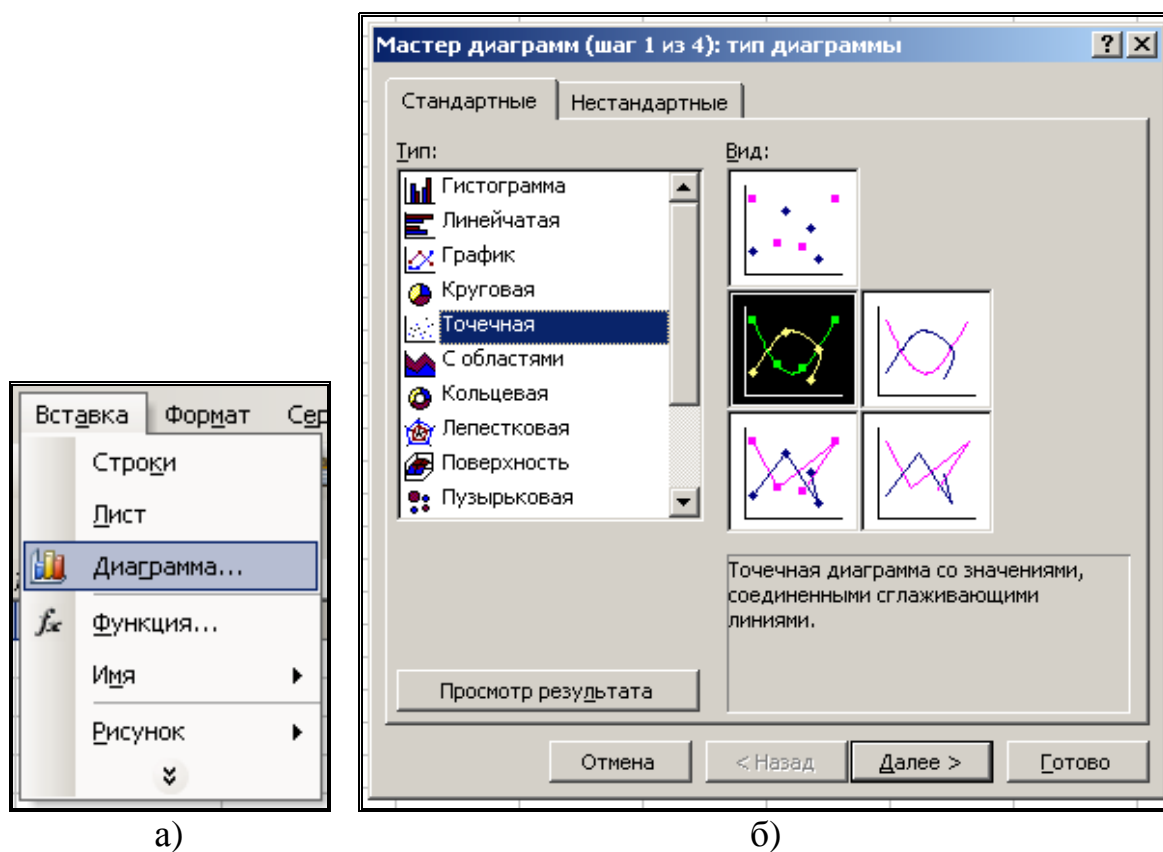 Вставка Формат Сер
Строки
Лист
Диаграмма...
Функция...
Имя
Рисунок
а)
Мастер диаграмм (шаг 1 из 4): тип диаграммы
Стандартные Нестандартные
Тип:
Гистограмма
Линейчатая
График
Круговая
Точечная
С областями
Кольцевая
Лепестковая
Поверхность
Пузырьковая
Вид:
Точечная диаграмма со значениями,
соединенными сглаживающими
линиями.
Просмотр результата
Отмена < Назад Далее > Готово
б)